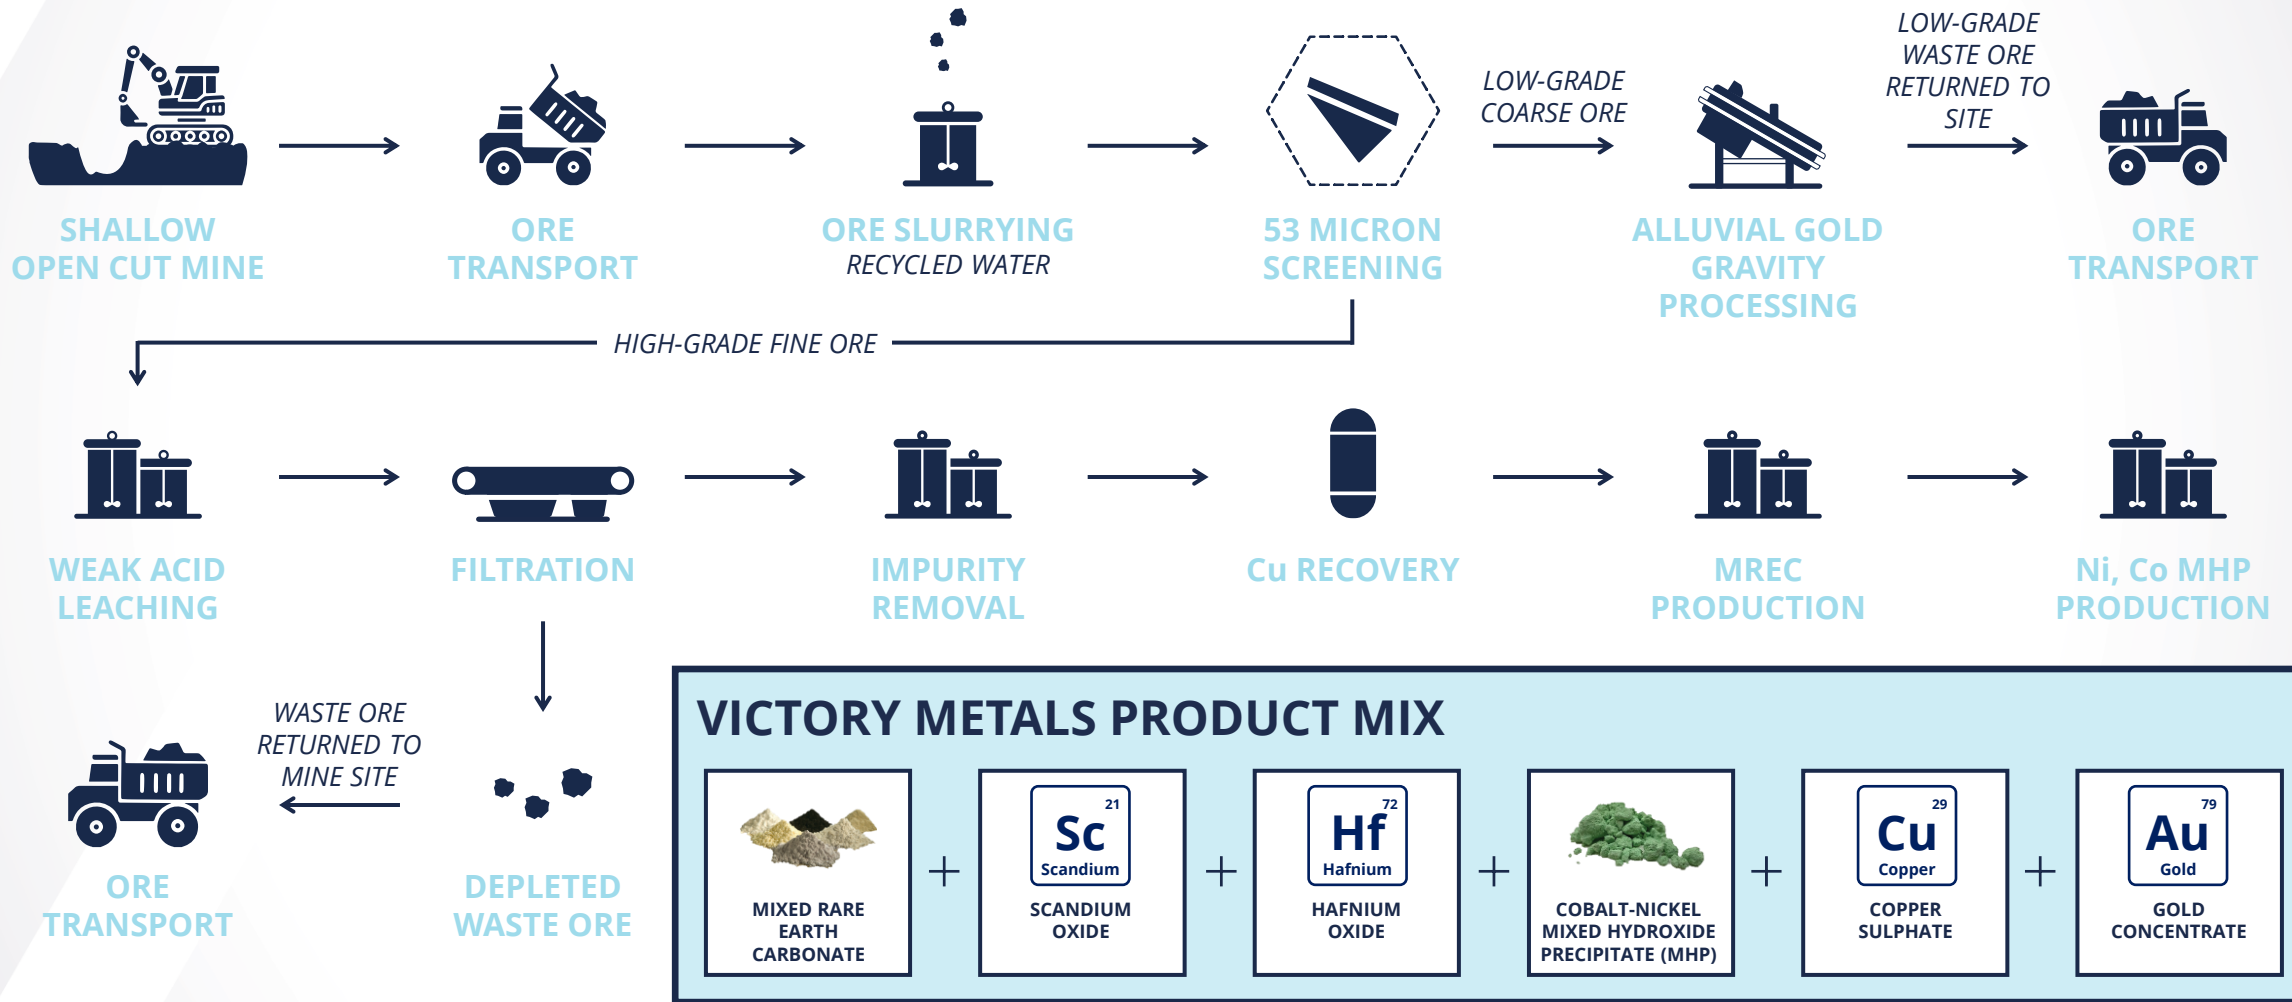 LOW-GRADE
WASTE ORE
RETURNED TO
SITE
LOW-GRADE
COARSE ORE
SHALLOW
OPEN CUT MINE
ORE
TRANSPORT
ORE SLURRYING
RECYCLED WATER
53 MICRON
SCREENING
ALLUVIAL GOLD
GRAVITY
PROCESSING
ORE
TRANSPORT
HIGH-GRADE FINE ORE
WEAK ACID
LEACHING
FILTRATION
IMPURITY
REMOVAL
Cu RECOVERY
MREC
PRODUCTION
Ni, Co MHP
PRODUCTION
WASTE ORE
RETURNED TO
MINE SITE
ORE
TRANSPORT
DEPLETED
WASTE ORE
VICTORY METALS PRODUCT MIX
MIXED RARE
EARTH
CARBONATE
+
21
Sc
Scandium
SCANDIUM
OXIDE
+
72
Hf
Hafnium
HAFNIUM
OXIDE
+
COBALT-NICKEL
MIXED HYDROXIDE
PRECIPITATE (MHP)
+
29
Cu
Copper
COPPER
SULPHATE
+
79
Au
Gold
GOLD
CONCENTRATE